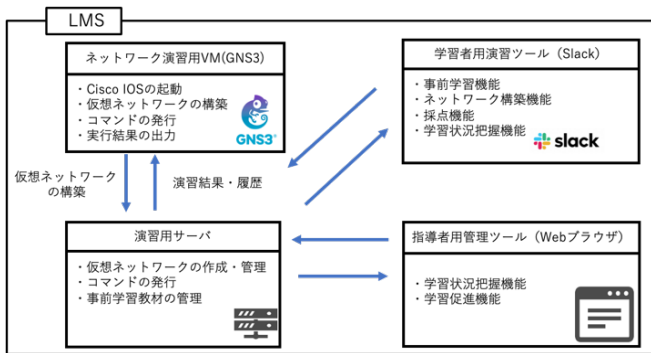 LMS
ネットワーク演習用VM(GNS3)
・Cisco IOSの起動
・仮想ネットワークの構築
・コマンドの発行
・実行結果の出力
GNS3
学習者用演習ツール（Slack）
・事前学習機能
・ネットワーク構築機能
・採点機能
・学習状況把握機能
slack
仮想ネットワーク
の構築
演習結果・履歴
演習用サーバ
・仮想ネットワークの作成・管理
・コマンドの発行
・事前学習教材の管理
指導者用管理ツール（Webブラウザ）
・学習状況把握機能
・学習促進機能